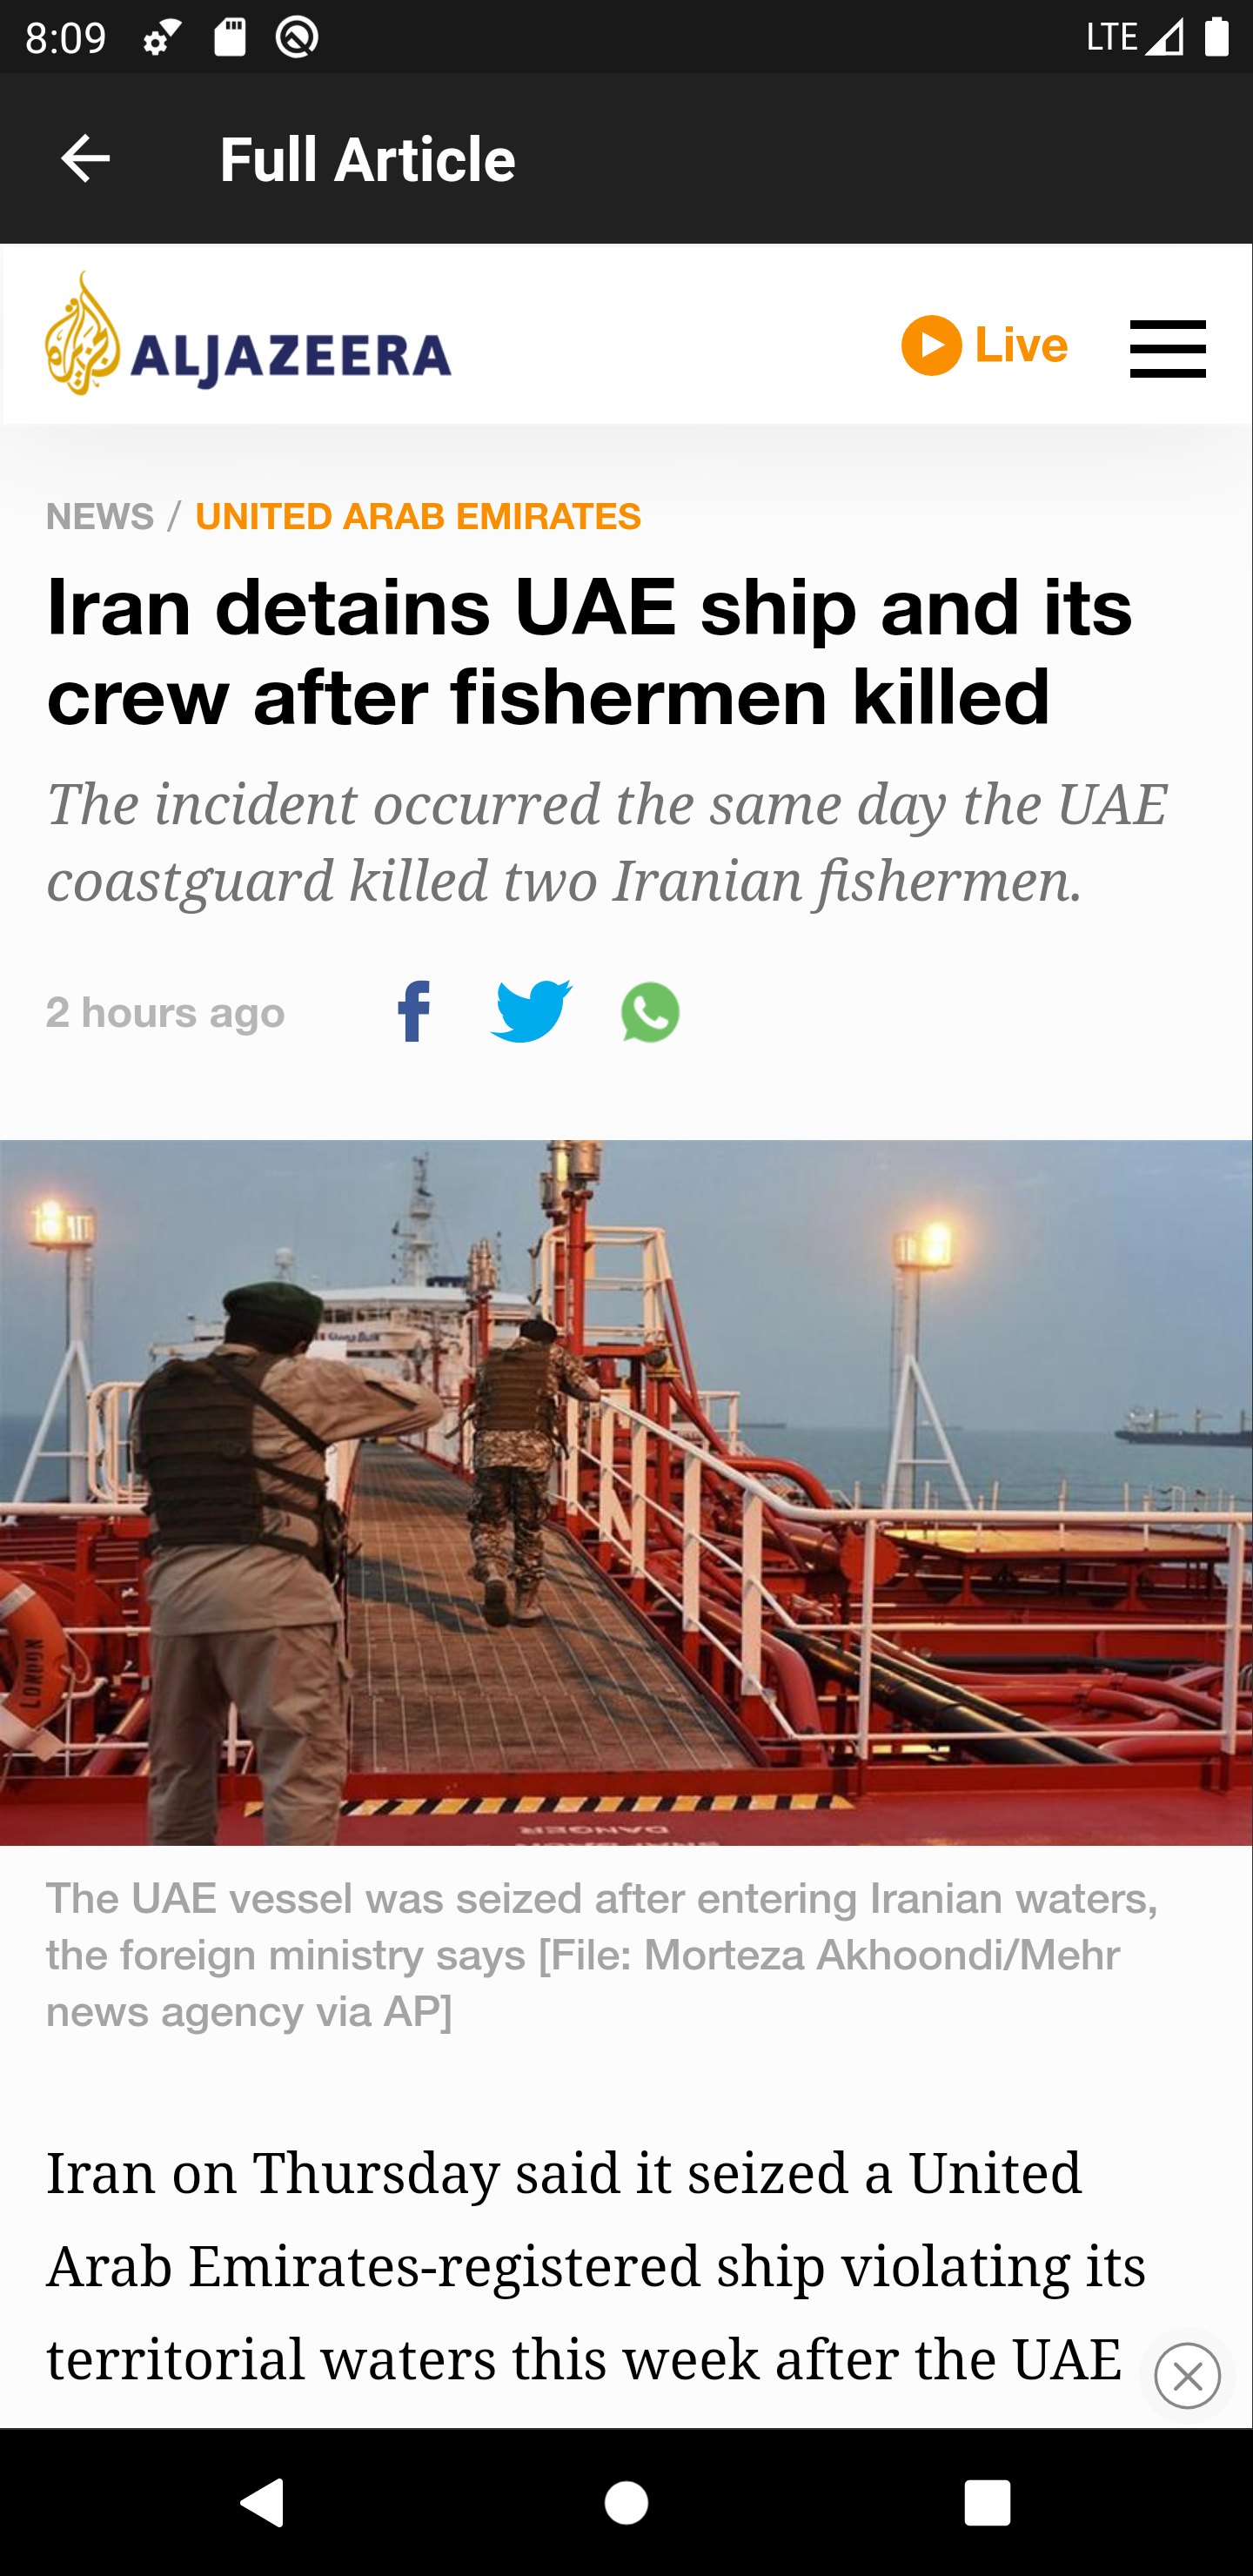 8:09
LTE
Full Article
ALJAZEERA
Live
NEWS / UNITED ARAB EMIRATES
Iran detains UAE ship and its
crew after fishermen killed
The incident occurred the same day the UAE
coastguard killed two Iranian fishermen.
2 hours ago
LONDON
DANGER
The UAE vessel was seized after entering Iranian waters,
the foreign ministry says [File: Morteza Akhoondi/Mehr
news agency via AP]
Iran on Thursday said it seized a United
Arab Emirates-registered ship violating its
territorial waters this week after the UAE